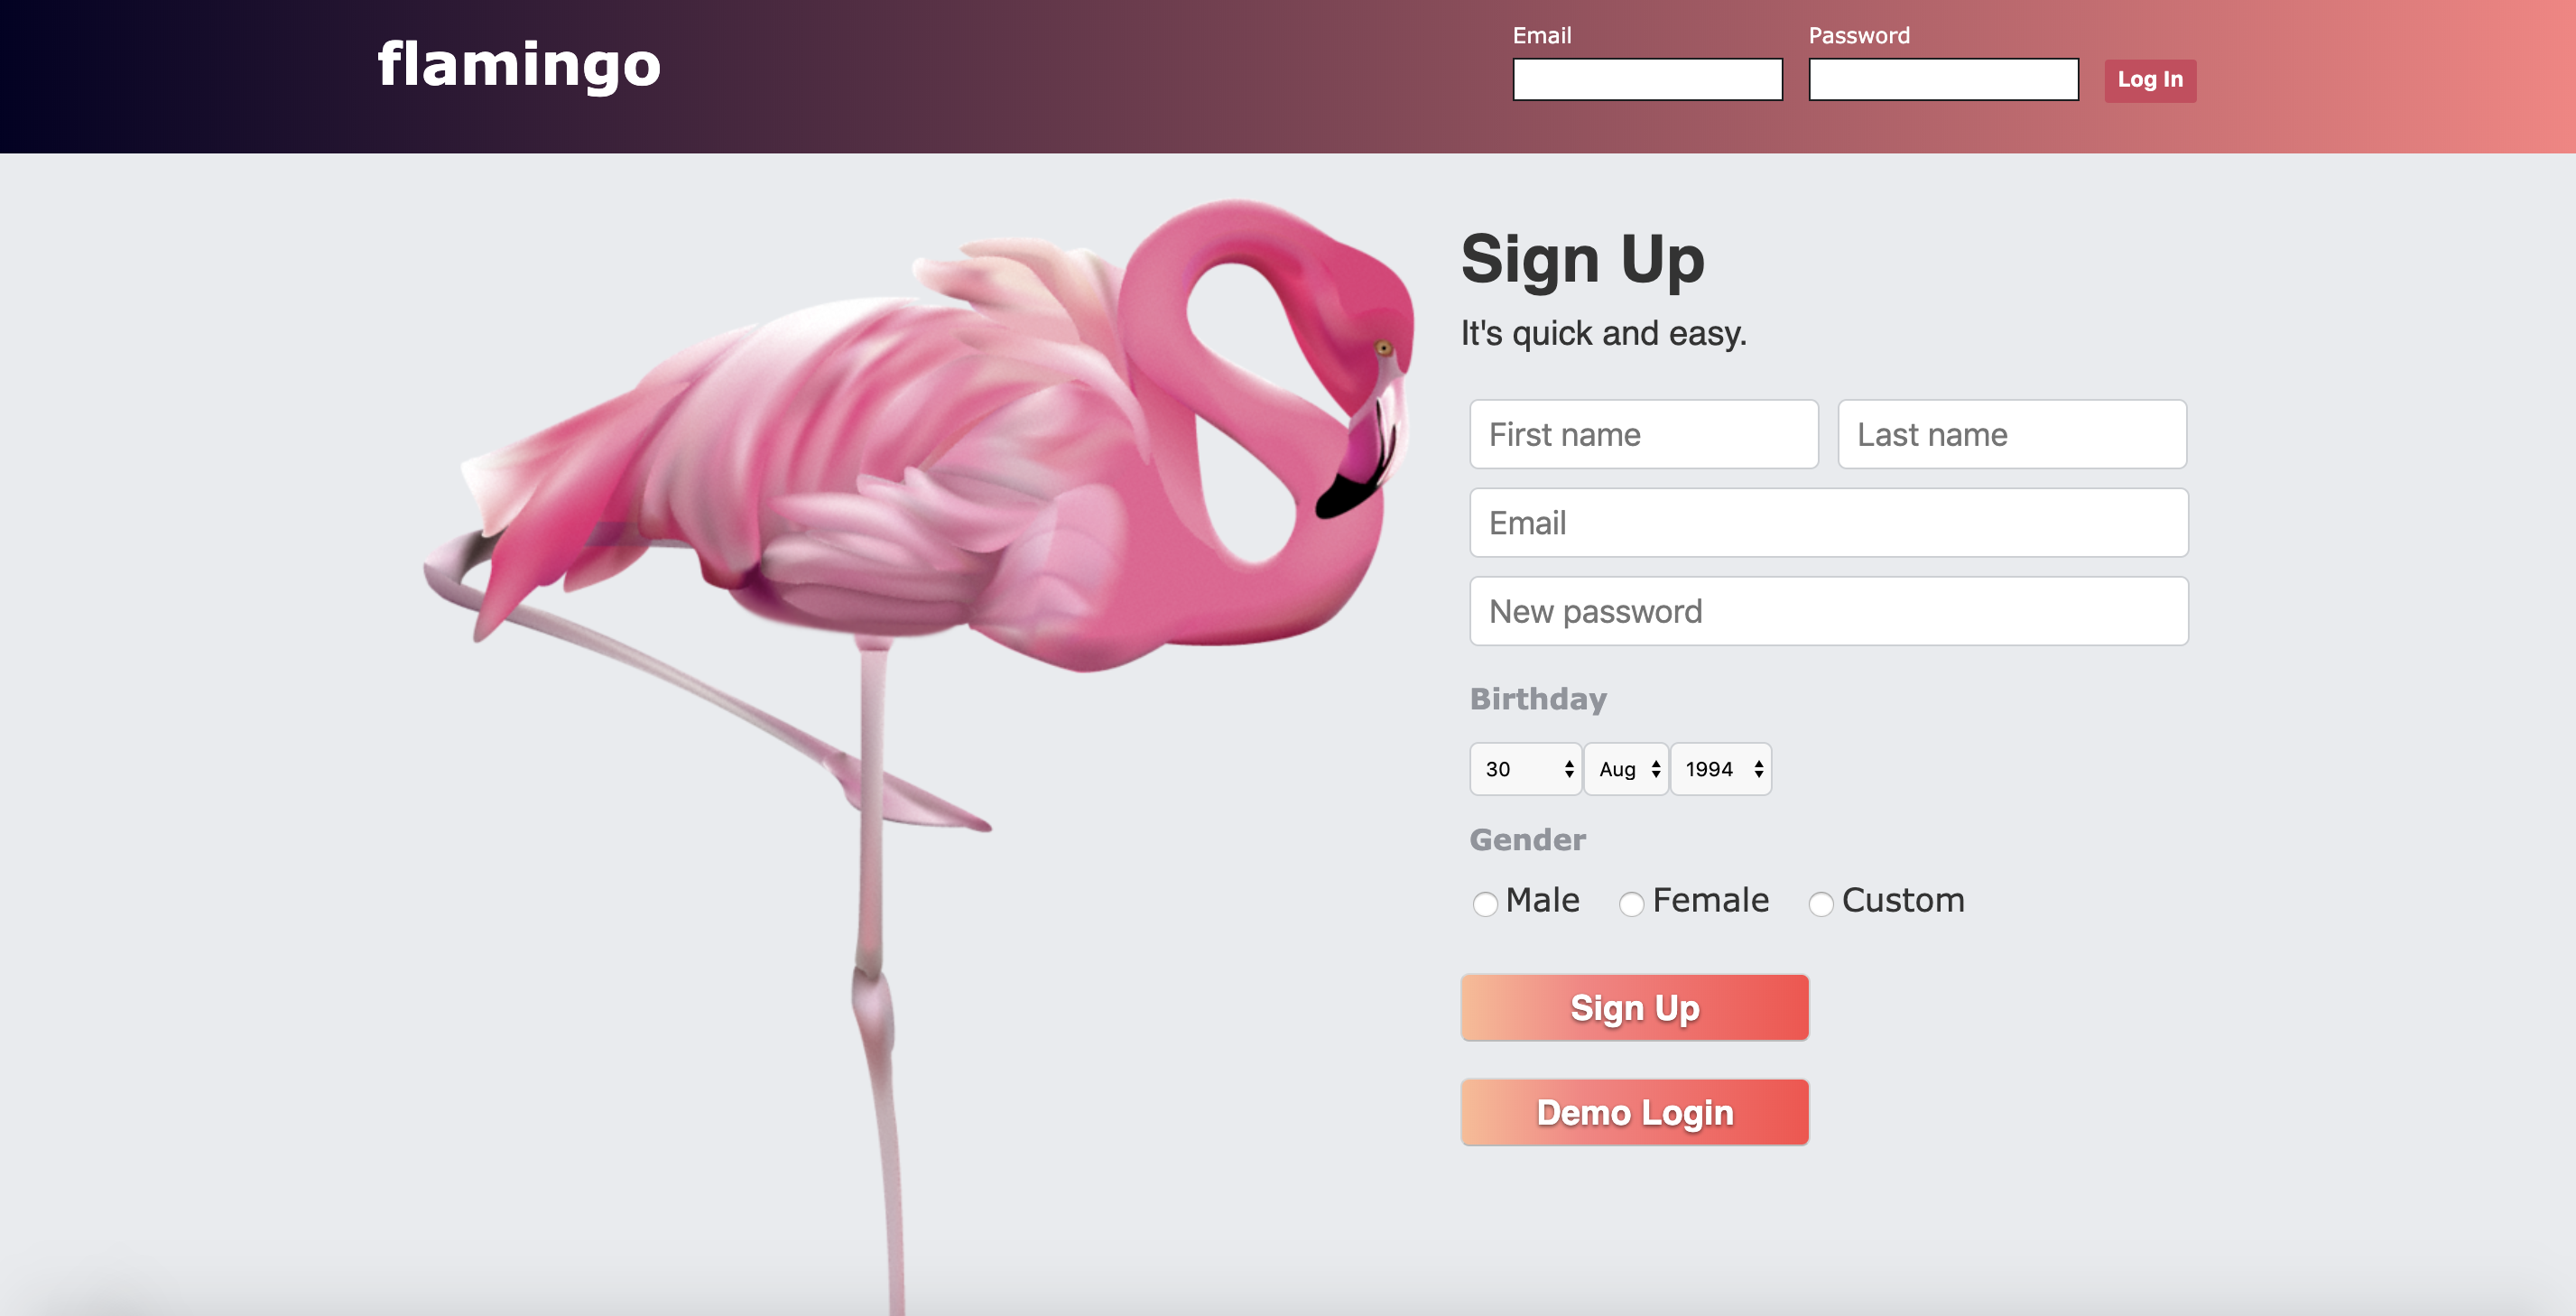 flamingo
Email Password
Log In
Sign Up
It's quick and easy.
First name Last name
Email
New password
Birthday
30 Aug 1994
Gender
Male Female Custom
Sign Up
Demo Login